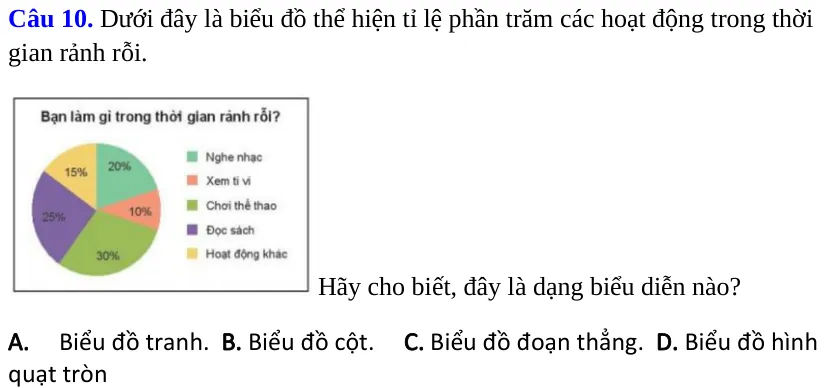 Câu 10. Dưới đây là biểu đồ thể hiện tỉ lệ phần trăm các hoạt động trong thời
gian rảnh rỗi.
Bạn làm gì trong thời gian rảnh rỗi?
20%
15%
10%
25%
30%
Nghe nhạc
Xem ti vi
Chơi thể thao
Đọc sách
Hoạt động khác
Hãy cho biết, đây là dạng biểu diễn nào?
A. Biểu đồ tranh. B. Biểu đồ cột. C. Biểu đồ đoạn thẳng. D. Biểu đồ hình
quạt tròn